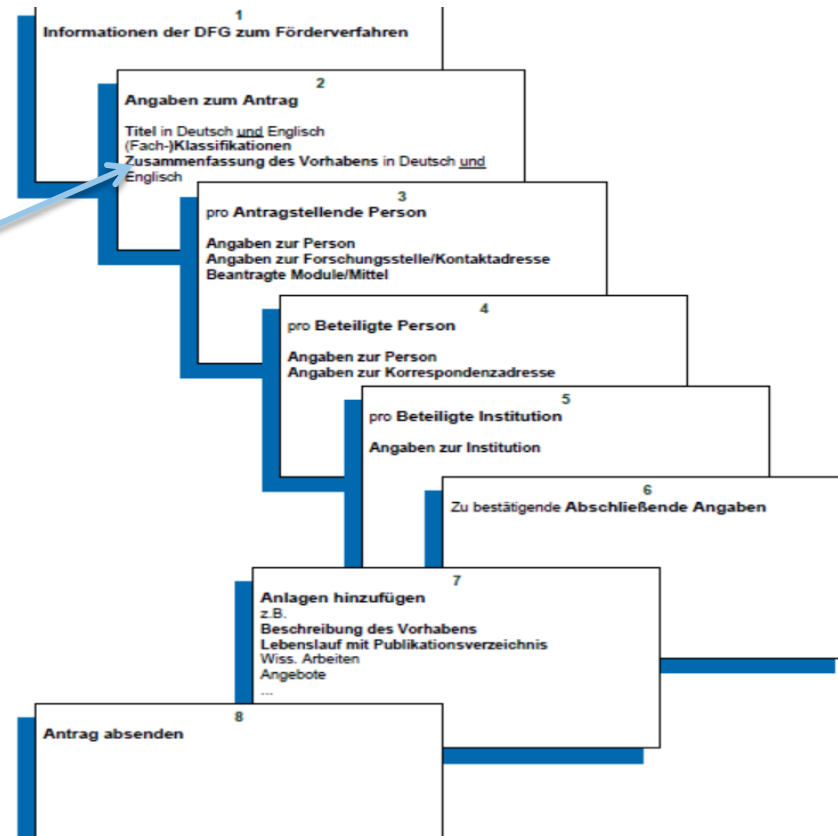 1
Informationen der DFG zum Förderverfahren
2
Angaben zum Antrag
Titel in Deutsch und Englisch
(Fach-)Klassifikationen
Zusammenfassung des Vorhabens in Deutsch und
Englisch
3
pro Antragstellende Person
Angaben zur Person
Angaben zur Forschungsstelle/Kontaktadresse
Beantragte Module/Mittel
4
pro Beteiligte Person
Angaben zur Person
Angaben zur Korrespondenzadresse
5
pro Beteiligte Institution
Angaben zur Institution
6
Zu bestätigende Abschließende Angaben
7
Anlagen hinzufügen
z.B.
Beschreibung des Vorhabens
Lebenslauf mit Publikationsverzeichnis
Wiss. Arbeiten
Angebote
...
8
Antrag absenden